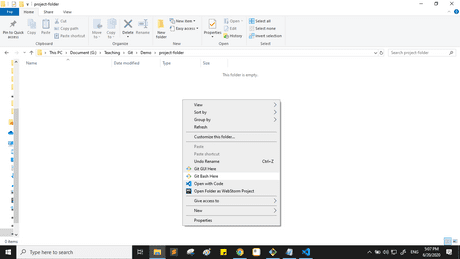 project-folder
File
Home
Share
View
Pin to Quick access
Copy
Paste
Cut
Copy path
Paste shortcut
Clipboard
Move to
Copy to
Delete
Rename
Organize
New folder
New item
Easy access
New
Properties
Open
Edit
History
Open
Select all
Select none
Invert selection
Select
This PC > Document (G:) > Teaching > Git > Demo > project-folder
Search project-folder
Name
Date modified
Type
Size
This folder is empty.
View
Sort by
Group by
Refresh
Customize this folder...
Paste
Paste shortcut
Undo Rename Ctrl+Z
Git GUI Here
Git Bash Here
Open with Code
Open Folder as WebStorm Project
Give access to
New
Properties
0 items
Type here to search
ENG
5:07 PM
6/20/2020